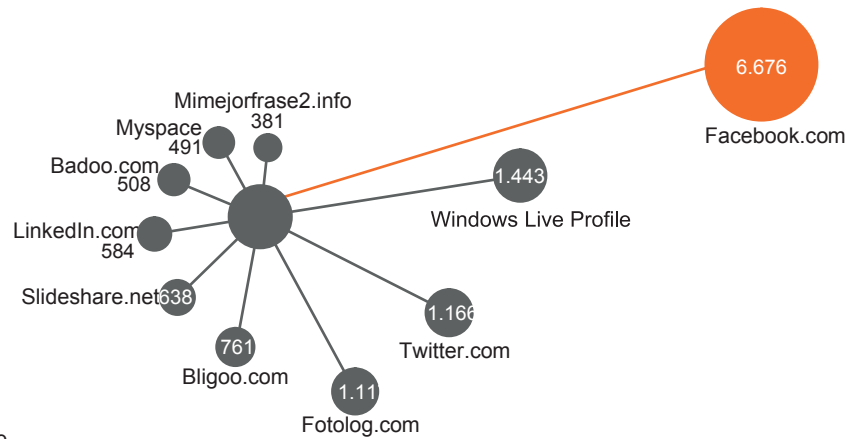 6.676
Facebook.com
Mimejorfrase2.info
381
Myspace
491
Badoo.com
508
1.443
Windows Live Profile
LinkedIn.com
584
Slideshare.net
638
1.166
Twitter.com
761
Bligoo.com
1.11
Fotolog.com